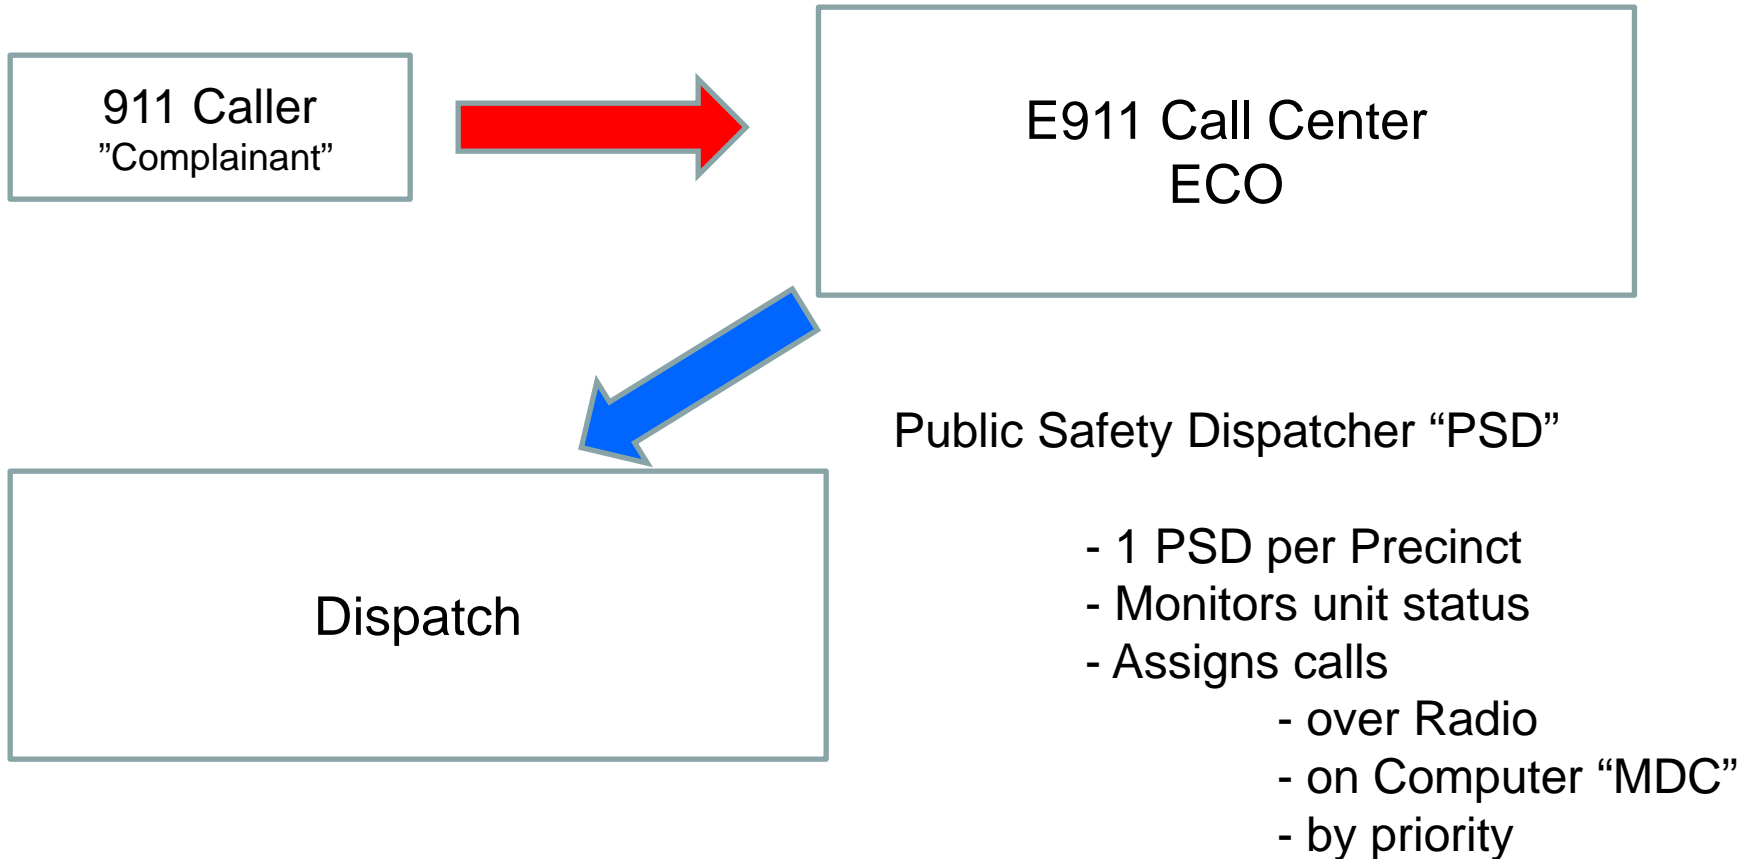 911 Caller
”Complainant”
E911 Call Center
ECO
Public Safety Dispatcher “PSD”
- 1 PSD per Precinct
- Monitors unit status
- Assigns calls
- over Radio
- on Computer “MDC”
- by priority
Dispatch